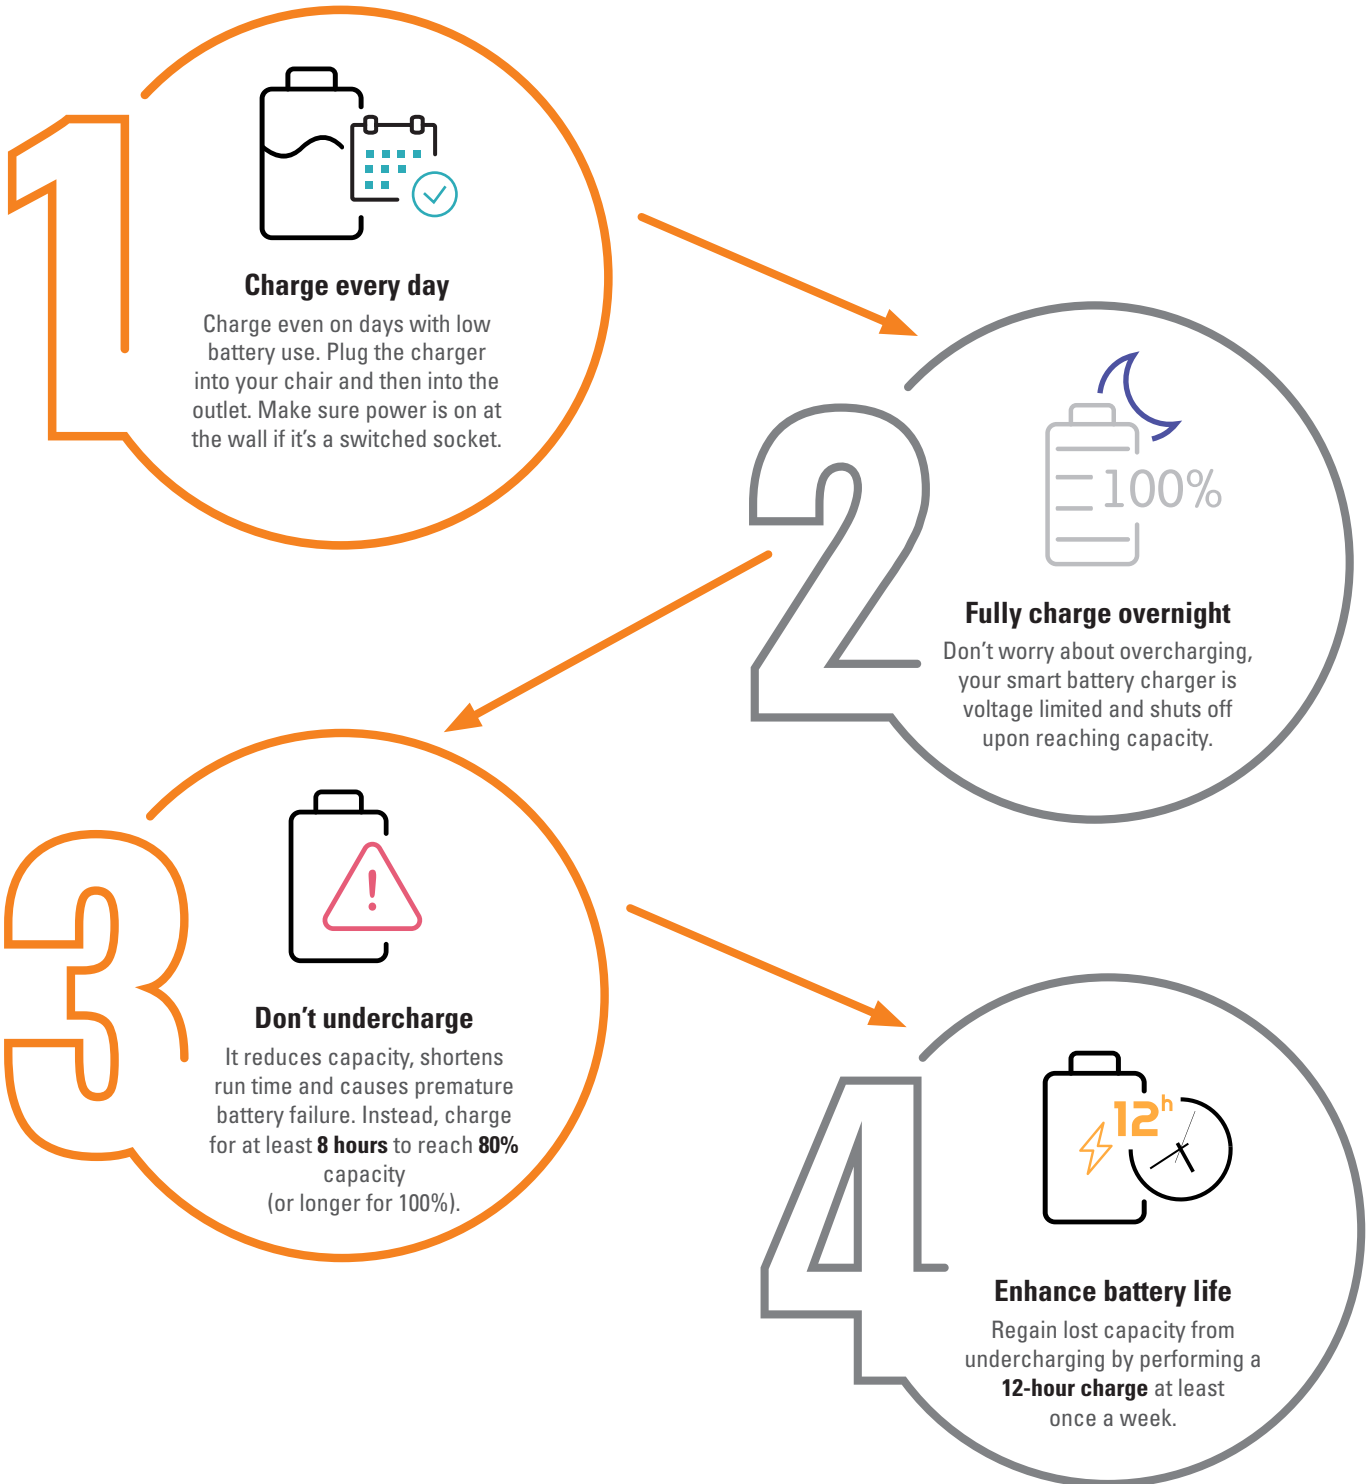 1
Charge every day
Charge even on days with low
battery use. Plug the charger
into your chair and then into the
outlet. Make sure power is on at
the wall if it's a switched socket.
2
100%
Fully charge overnight
Don't worry about overcharging,
your smart battery charger is
voltage limited and shuts off
upon reaching capacity.
3
!
Don't undercharge
It reduces capacity, shortens
run time and causes premature
battery failure. Instead, charge
for at least 8 hours to reach 80%
capacity
(or longer for 100%).
4
12h
Enhance battery life
Regain lost capacity from
undercharging by performing a
12-hour charge at least
once a week.